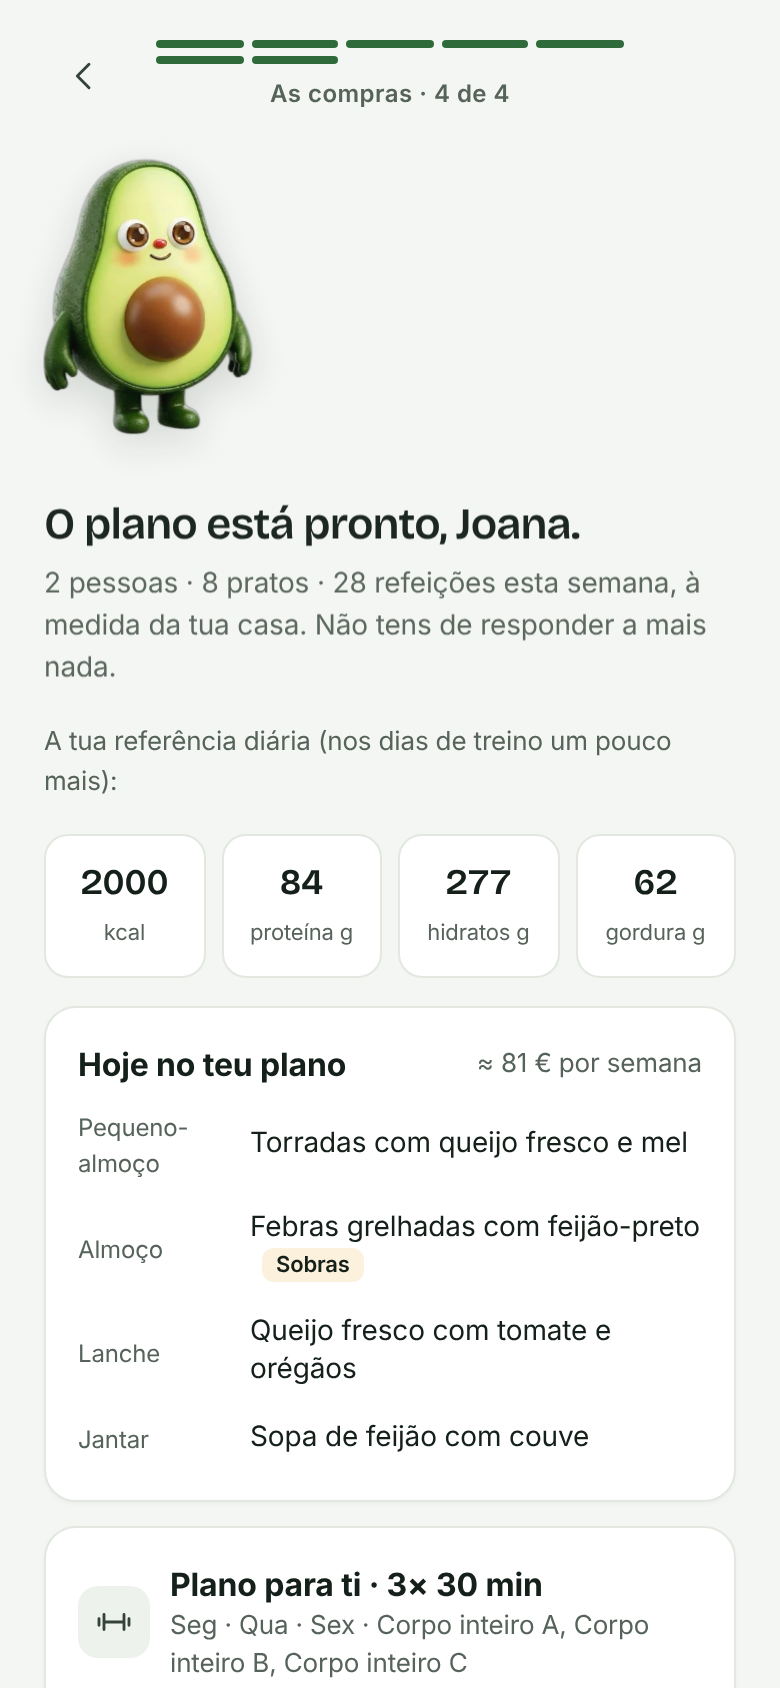 As compras · 4 de 4
O plano está pronto, Joana.
2 pessoas · 8 pratos · 28 refeições esta semana, à
medida da tua casa. Não tens de responder a mais
nada.
A tua referência diária (nos dias de treino um pouco
mais):
2000
kcal
84
proteína g
277
hidratos g
62
gordura g
Hoje no teu plano
≈ 81 € por semana
Pequeno-
almoço
Torradas com queijo fresco e mel
Almoço
Febras grelhadas com feijão-preto
Sobras
Lanche
Queijo fresco com tomate e
orégãos
Jantar
Sopa de feijão com couve
Plano para ti · 3× 30 min
Seg · Qua · Sex · Corpo inteiro A, Corpo
inteiro B, Corpo inteiro C